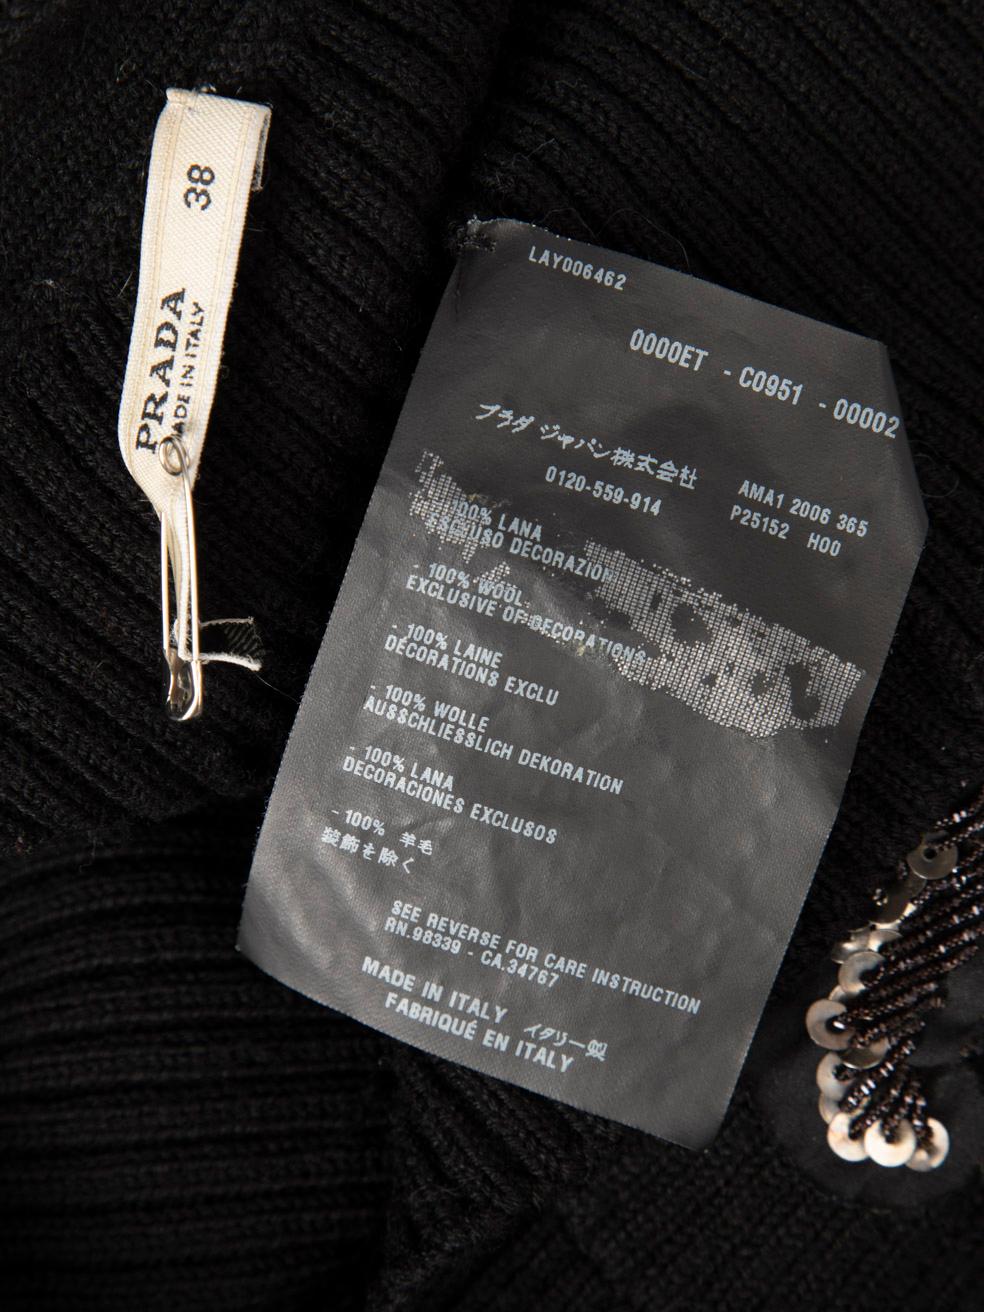 38
PRADA
MADE IN ITALY
LAY006462
0000ET - C0951 - 00002
プラダ ジャパン株式会社
0120-559-914
AMA1 2006 365
P25152 H00
100% LANA
ESCLUSO DECORAZION
- 100% WOOL
EXCLUSIVE OF DECORATIONS
- 100% LAINE
DECORATIONS EXCLU
- 100% WOLLE
AUSSCHLIESSLICH DEKORATION
- 100% LANA
DECORACIONES EXCLUSOS
- 100% 羊毛
装飾を除く
SEE REVERSE FOR CARE INSTRUCTION
RN.98339 - CA.34767
MADE IN ITALY イタリー製
FABRIQUÉ EN ITALY